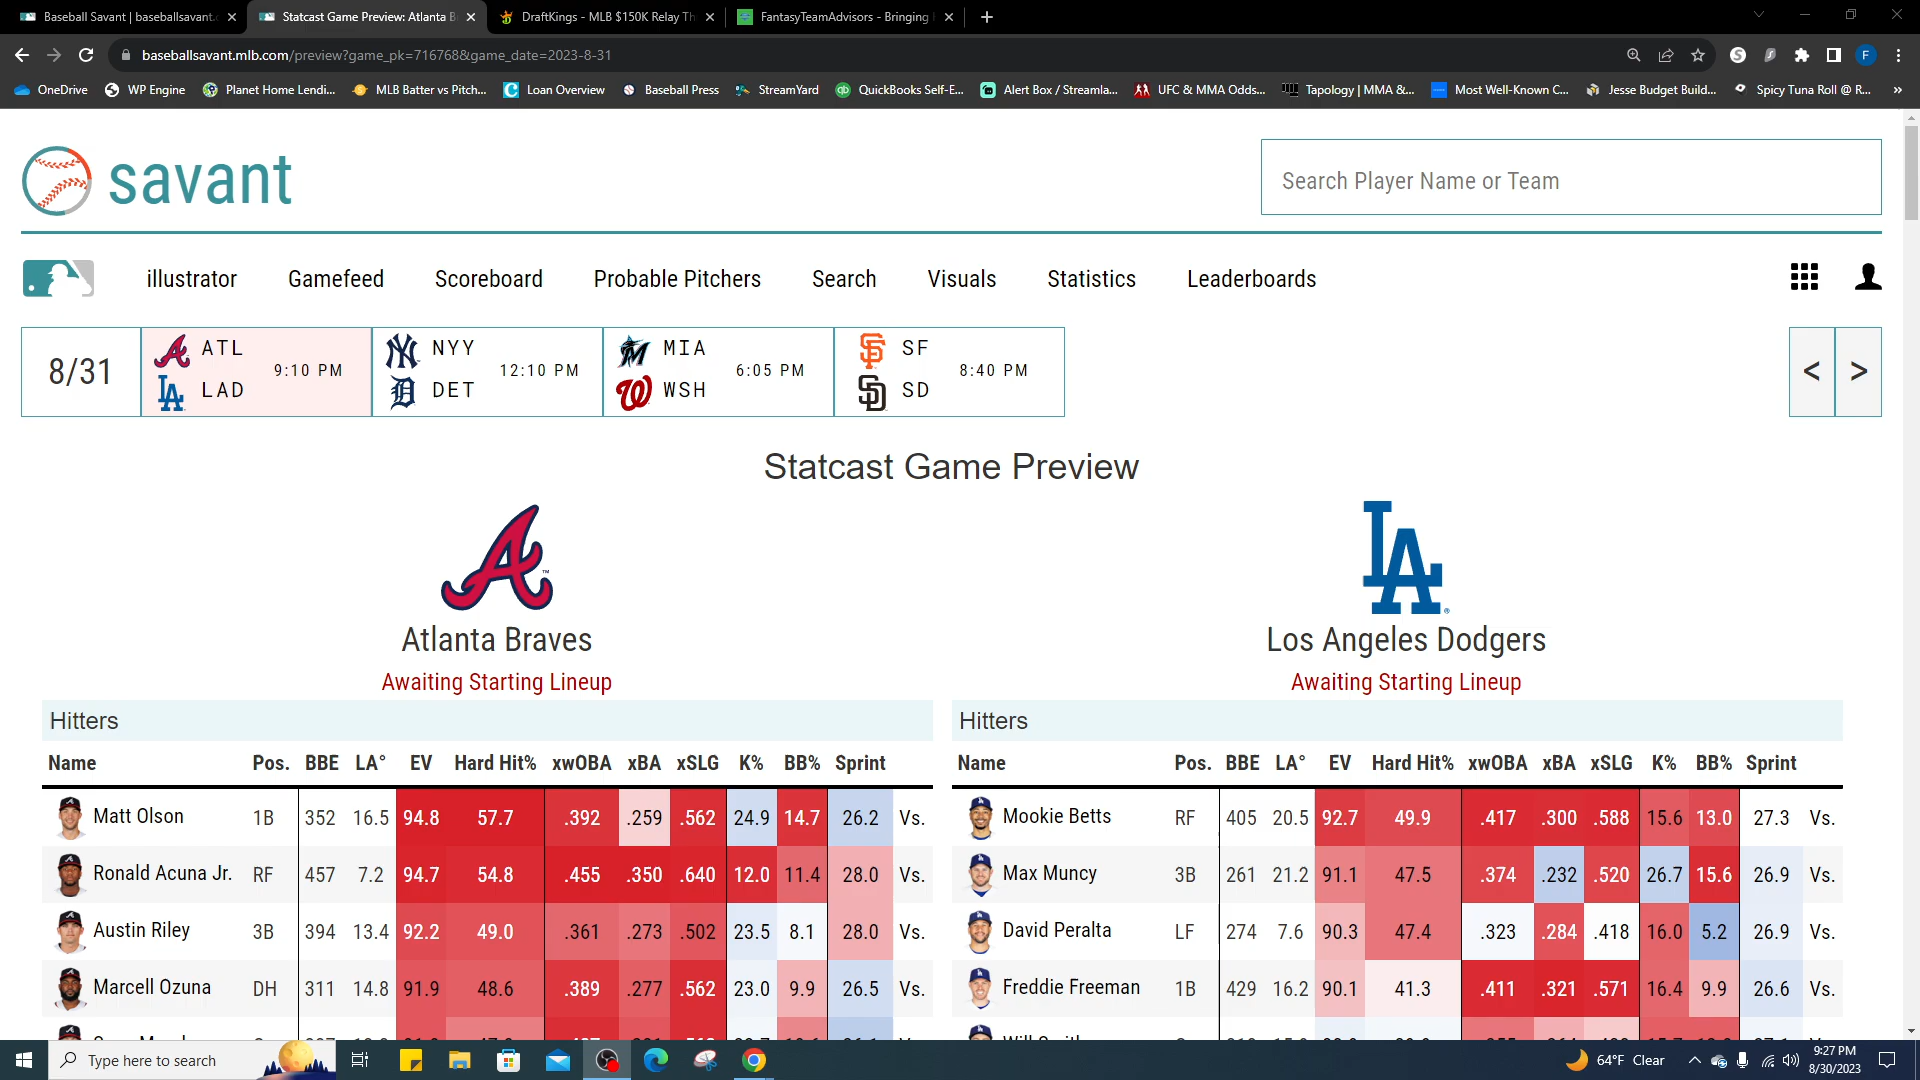 Baseball Savant | baseballsavant.
Statcast Game Preview: Atlanta B
DraftKings - MLB $150K Relay Th
FantasyTeamAdvisors - Bringing
baseballsavant.mlb.com/preview?game_pk=716768&game_date=2023-8-31
F
OneDrive
WP Engine
Planet Home Lendi...
MLB Batter vs Pitch...
Loan Overview
Baseball Press
StreamYard
QuickBooks Self-E...
Alert Box / Streamla...
UFC & MMA Odds...
Tapology | MMA &...
Most Well-Known C...
Jesse Budget Build...
Spicy Tuna Roll @ R...
»
savant
Search Player Name or Team
illustrator Gamefeed Scoreboard Probable Pitchers Search Visuals Statistics Leaderboards
8/31
ATL
LAD
9:10 PM
NYY
DET
12:10 PM
MIA
WSH
6:05 PM
SF
SD
8:40 PM
< >
Statcast Game Preview
Atlanta Braves
Awaiting Starting Lineup
Hitters
Name Pos. BBE LA° EV Hard Hit% xwOBA xBA xSLG K% BB% Sprint
Matt Olson 1B 352 16.5 94.8 57.7 .392 .259 .562 24.9 14.7 26.2 Vs.
Ronald Acuna Jr. RF 457 7.2 94.7 54.8 .455 .350 .640 12.0 11.4 28.0 Vs.
Austin Riley 3B 394 13.4 92.2 49.0 .361 .273 .502 23.5 8.1 28.0 Vs.
Marcell Ozuna DH 311 14.8 91.9 48.6 .389 .277 .562 23.0 9.9 26.5 Vs.
LA
Los Angeles Dodgers
Awaiting Starting Lineup
Hitters
Name Pos. BBE LA° EV Hard Hit% xwOBA xBA xSLG K% BB% Sprint
Mookie Betts RF 405 20.5 92.7 49.9 .417 .300 .588 15.6 13.0 27.3 Vs.
Max Muncy 3B 261 21.2 91.1 47.5 .374 .232 .520 26.7 15.6 26.9 Vs.
David Peralta LF 274 7.6 90.3 47.4 .323 .284 .418 16.0 5.2 26.9 Vs.
Freddie Freeman 1B 429 16.2 90.1 41.3 .411 .321 .571 16.4 9.9 26.6 Vs.
Type here to search
64°F Clear
9:27 PM
8/30/2023